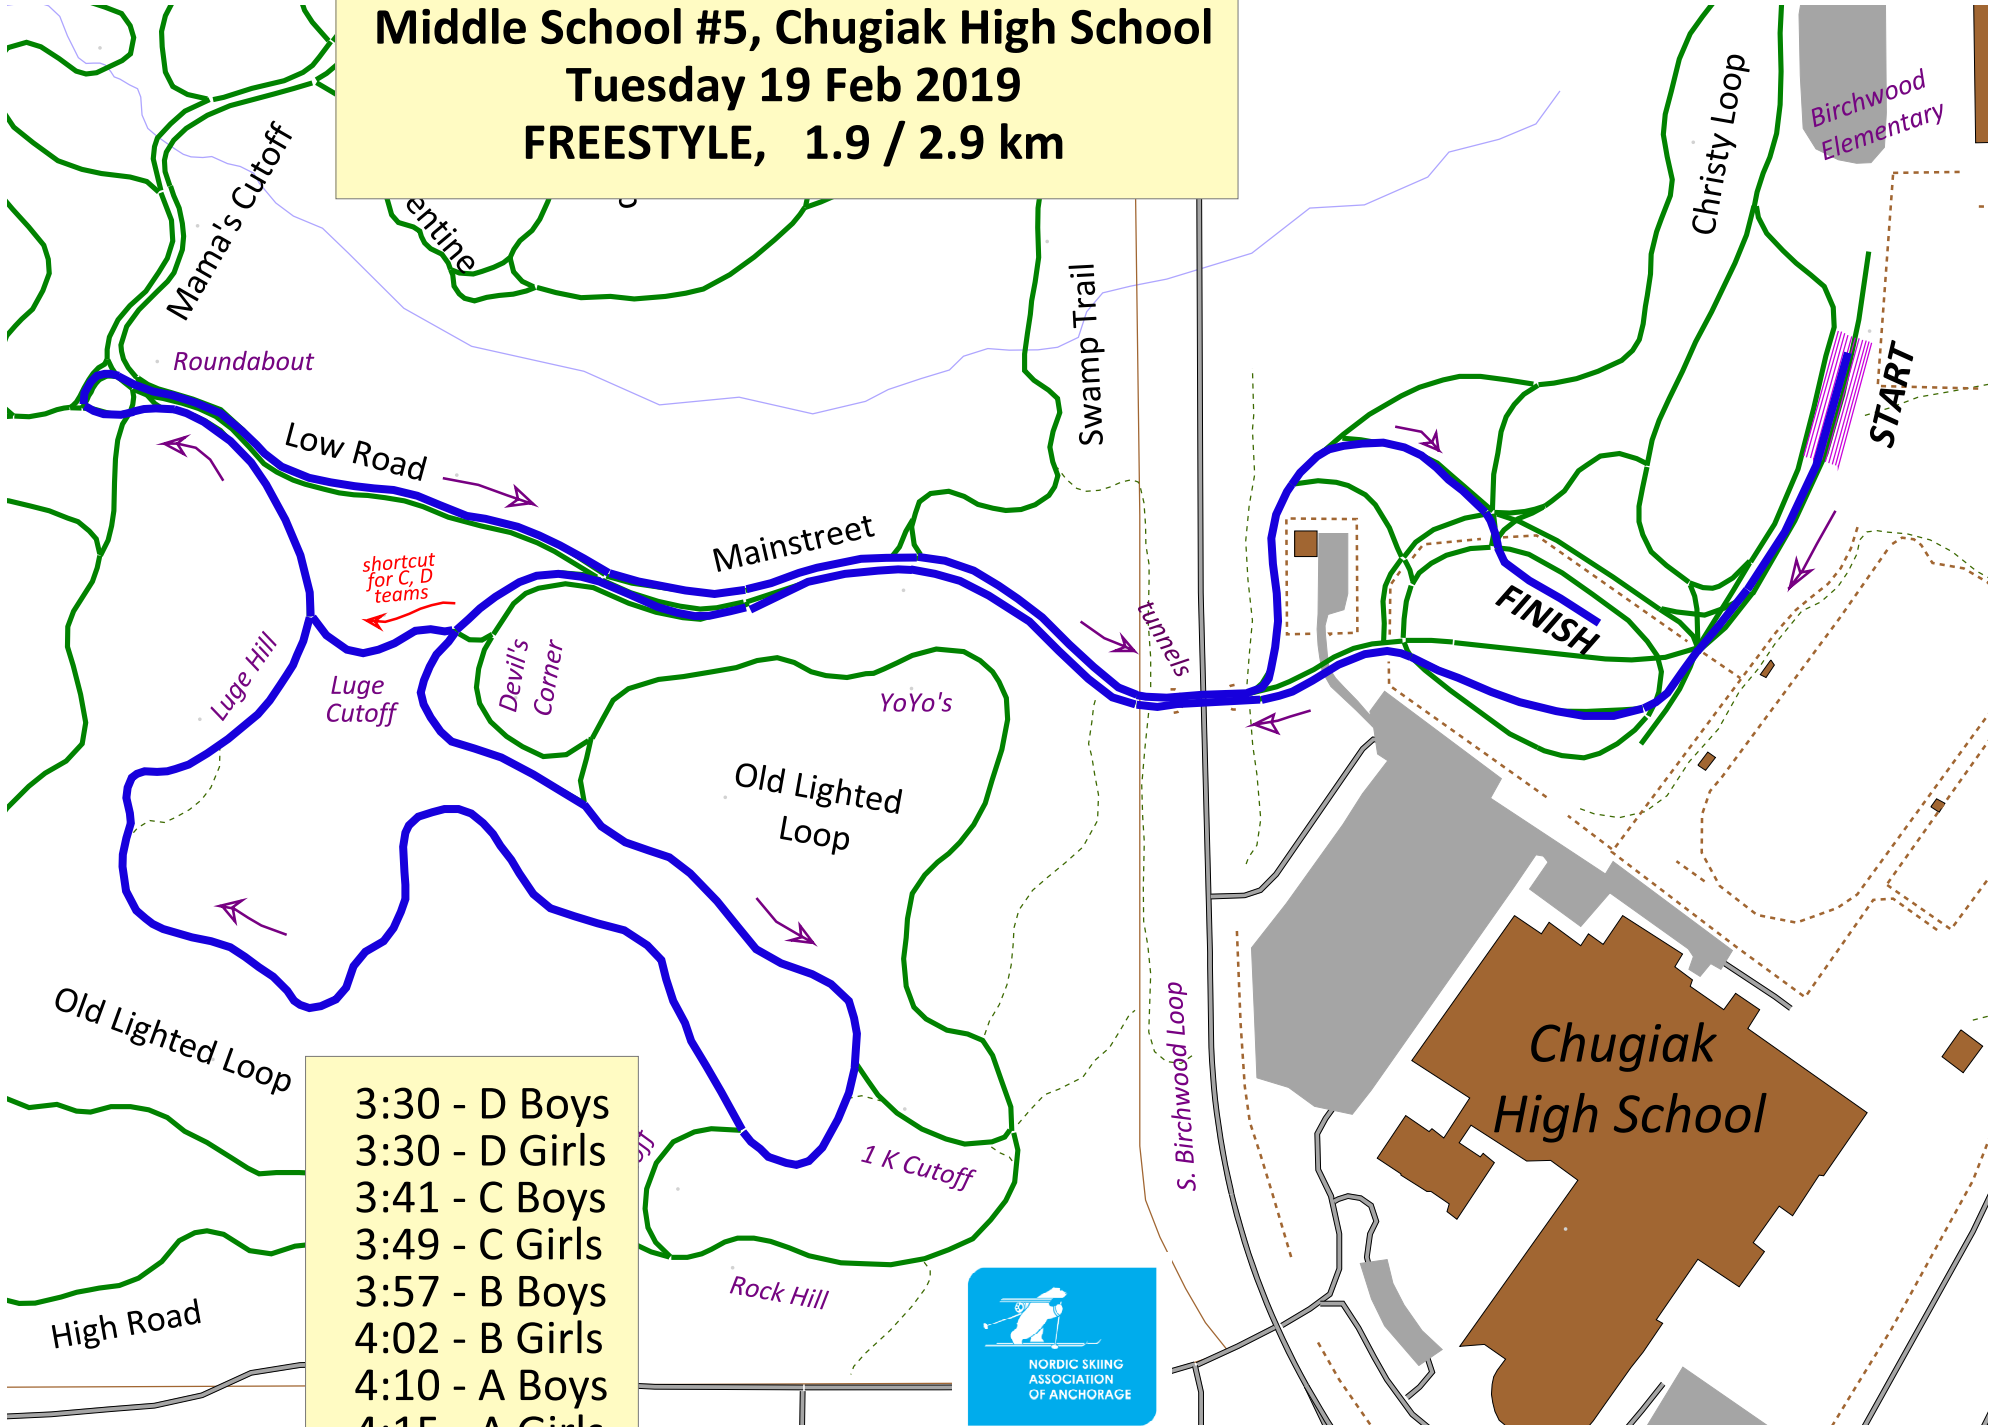 Middle School #5, Chugiak High School
Tuesday 19 Feb 2019
FREESTYLE, 1.9 / 2.9 km
Mama's Cutoff
entine
Swamp Trail
Christy Loop
Birchwood
Elementary
Roundabout
Low Road
START
Mainstreet
shortcut
for C, D
teams
tunnels
FINISH
Luge Hill
Luge
Cutoff
Devil's
Corner
YoYo's
Old Lighted
Loop
Old Lighted Loop
S. Birchwood Loop
Chugiak
High School
1 K Cutoff
Rock Hill
High Road
3:30 - D Boys
3:30 - D Girls
3:41 - C Boys
3:49 - C Girls
3:57 - B Boys
4:02 - B Girls
4:10 - A Boys
4:15 - A Girls
NORDIC SKIING
ASSOCIATION
OF ANCHORAGE